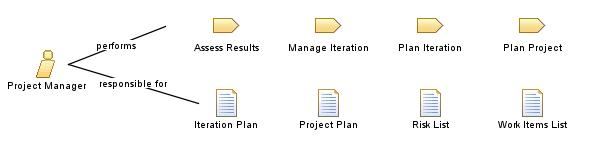 performs
Assess Results
Manage Iteration
Plan Iteration
Plan Project
Project Manager
responsible for
Iteration Plan
Project Plan
Risk List
Work Items List